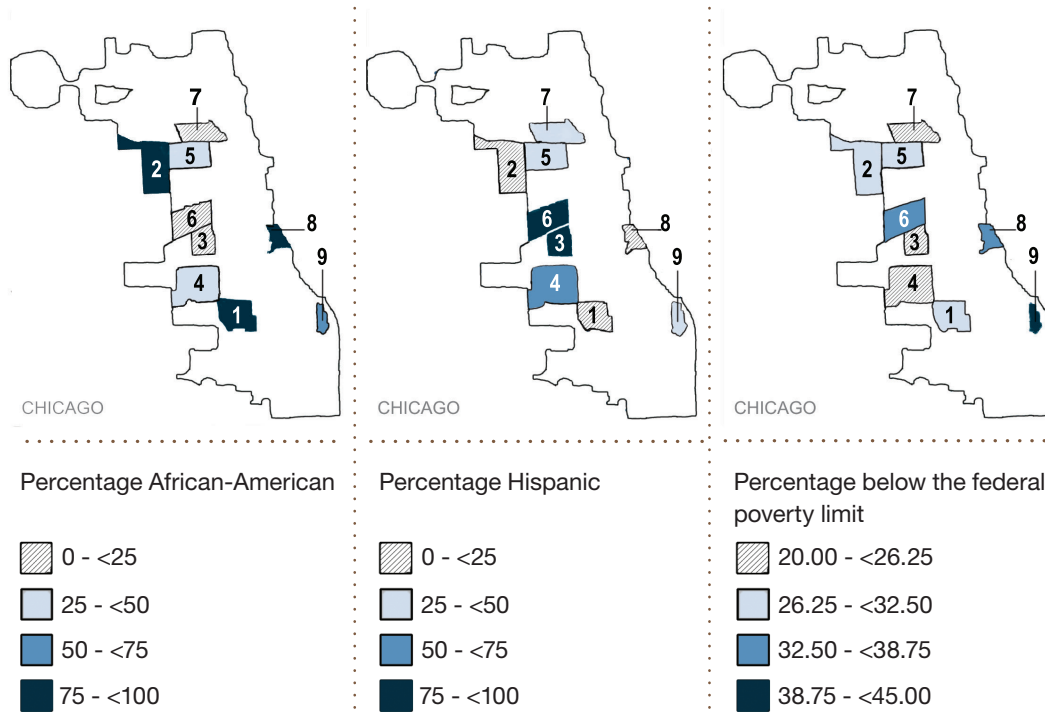 7
5
2
6
3
8
9
4
1
CHICAGO
Percentage African-American
0 - <25
25 - <50
50 - <75
75 - <100
7
5
2
6
3
8
9
4
1
CHICAGO
Percentage Hispanic
0 - <25
25 - <50
50 - <75
75 - <100
7
5
2
6
3
8
9
4
1
CHICAGO
Percentage below the federal
poverty limit
20.00 - <26.25
26.25 - <32.50
32.50 - <38.75
38.75 - <45.00